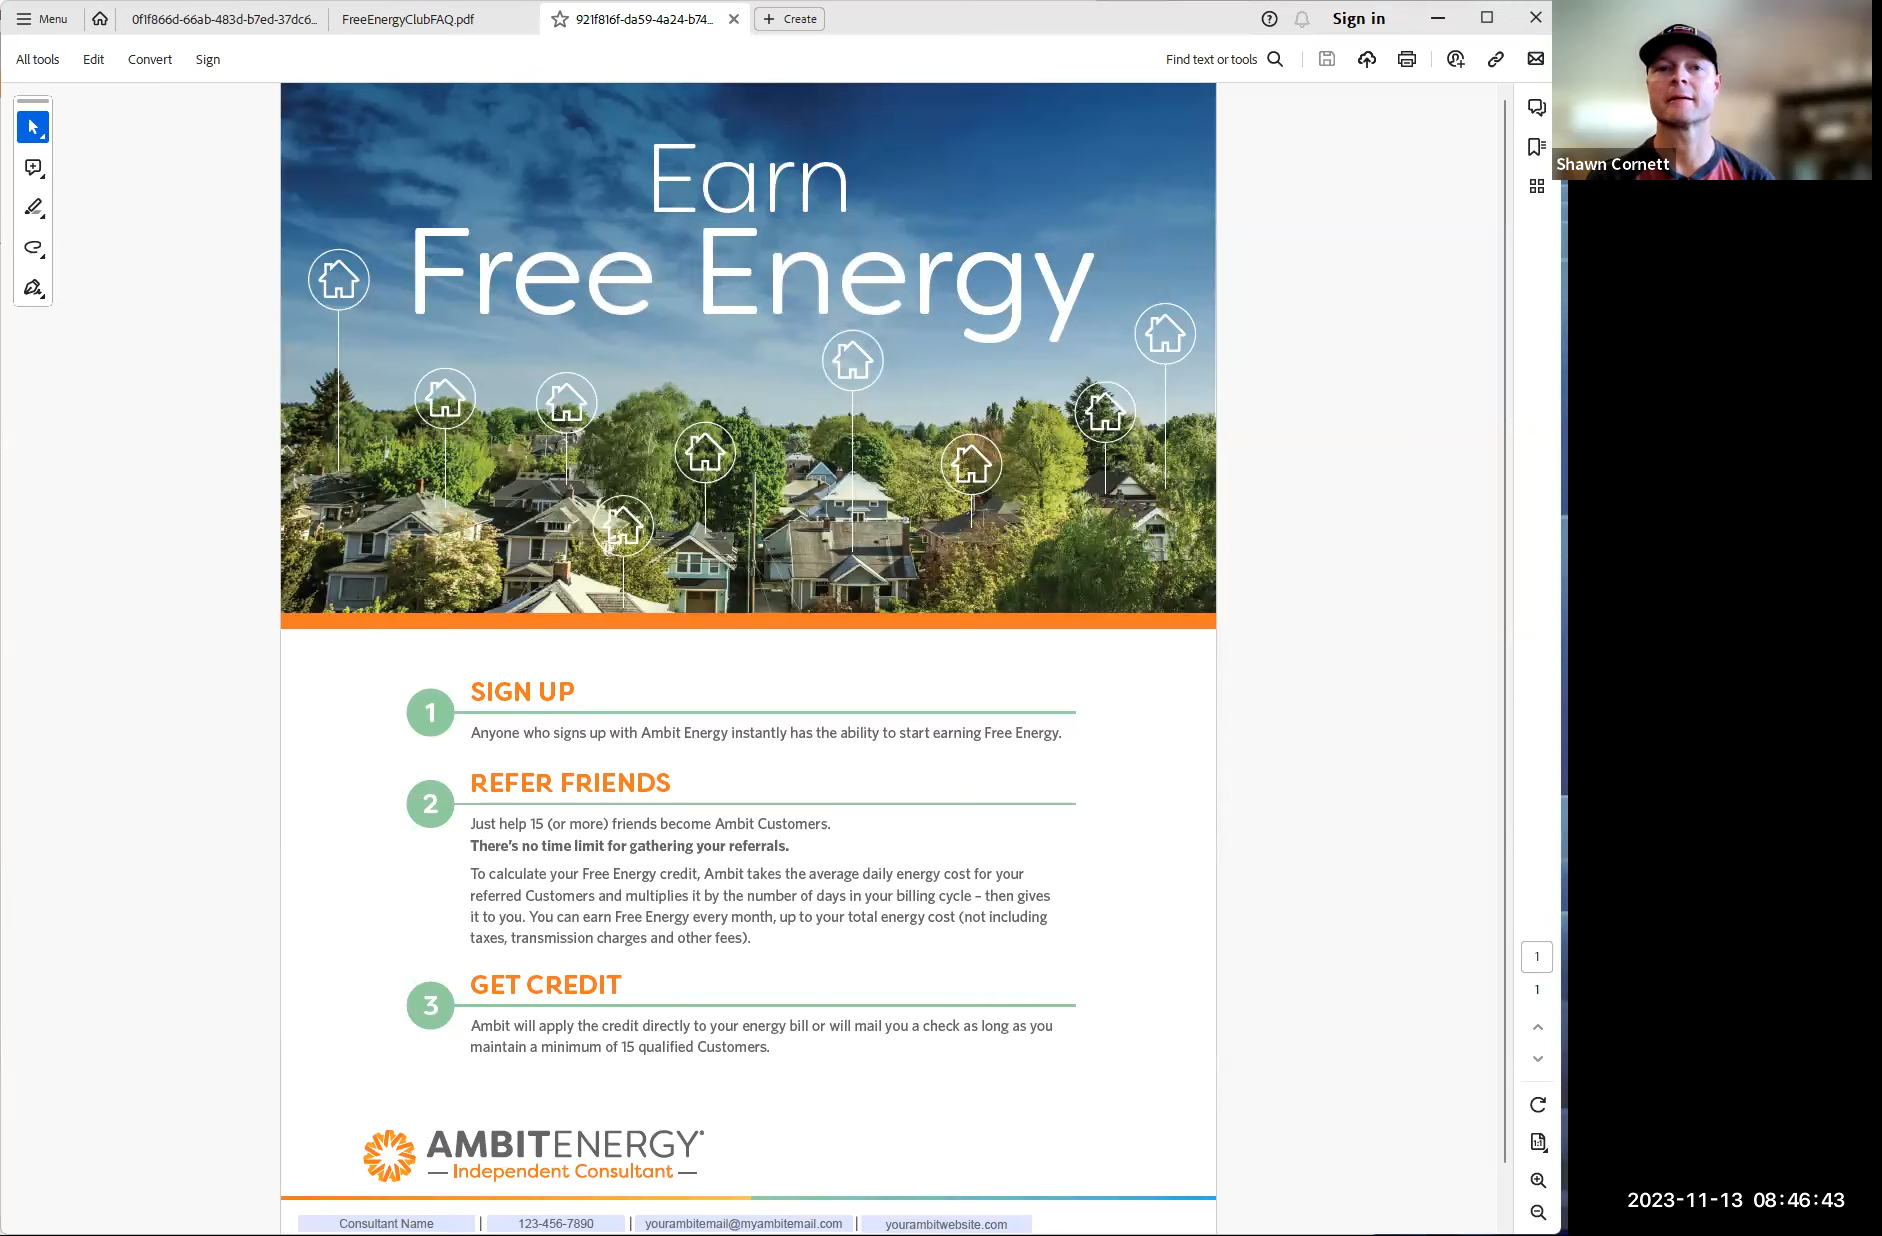 Menu
0f1f866d-66ab-483d-b7ed-37dc6...
FreeEnergyClubFAQ.pdf
921f816f-da59-4a24-b74...
Create
Sign in
All tools
Edit
Convert
Sign
Find text or tools
Shawn Cornett
Earn
Free Energy
1
SIGN UP
Anyone who signs up with Ambit Energy instantly has the ability to start earning Free Energy.
2
REFER FRIENDS
Just help 15 (or more) friends become Ambit Customers.
There's no time limit for gathering your referrals.
To calculate your Free Energy credit, Ambit takes the average daily energy cost for your
referred Customers and multiplies it by the number of days in your billing cycle – then gives
it to you. You can earn Free Energy every month, up to your total energy cost (not including
taxes, transmission charges and other fees).
3
GET CREDIT
Ambit will apply the credit directly to your energy bill or will mail you a check as long as you
maintain a minimum of 15 qualified Customers.
AMBITENERGY
Independent Consultant
Consultant Name | 123-456-7890 | yourambitemail@myambitemail.com | yourambitwebsite.com
1
1
2023-11-13 08:46:43